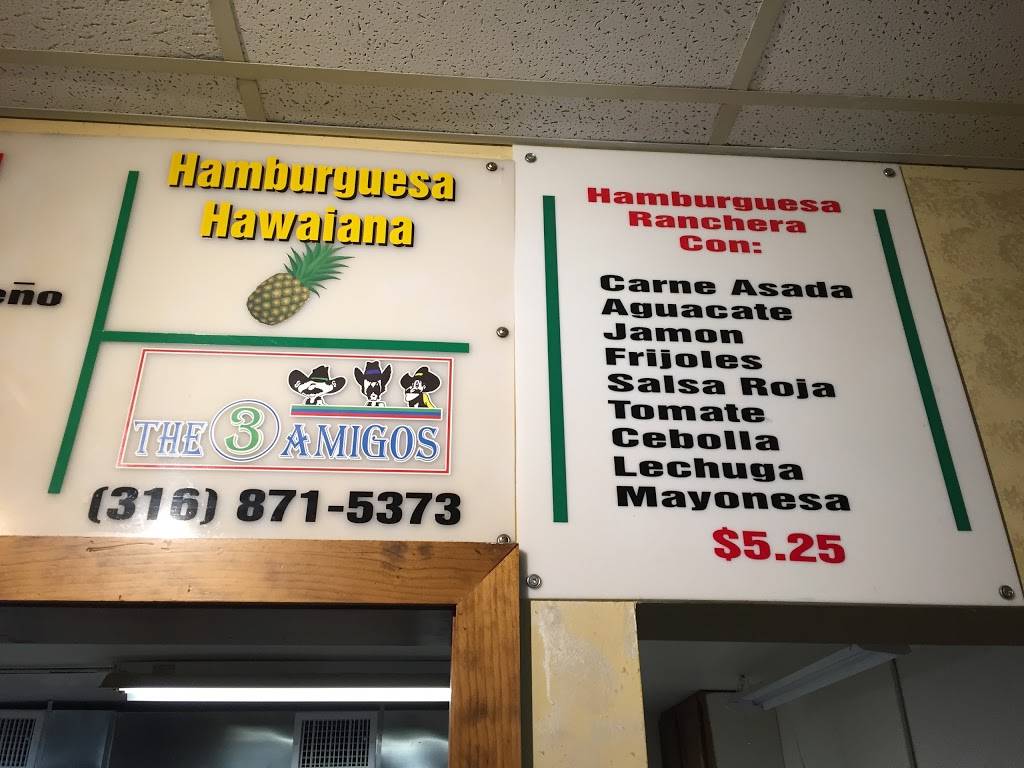 Hamburguesa
Hawaiana
THE 3 AMIGOS
(316) 871-5373
Hamburguesa
Ranchera
Con:
Carne Asada
Aguacate
Jamon
Frijoles
Salsa Roja
Tomate
Cebolla
Lechuga
Mayonesa
$5.25